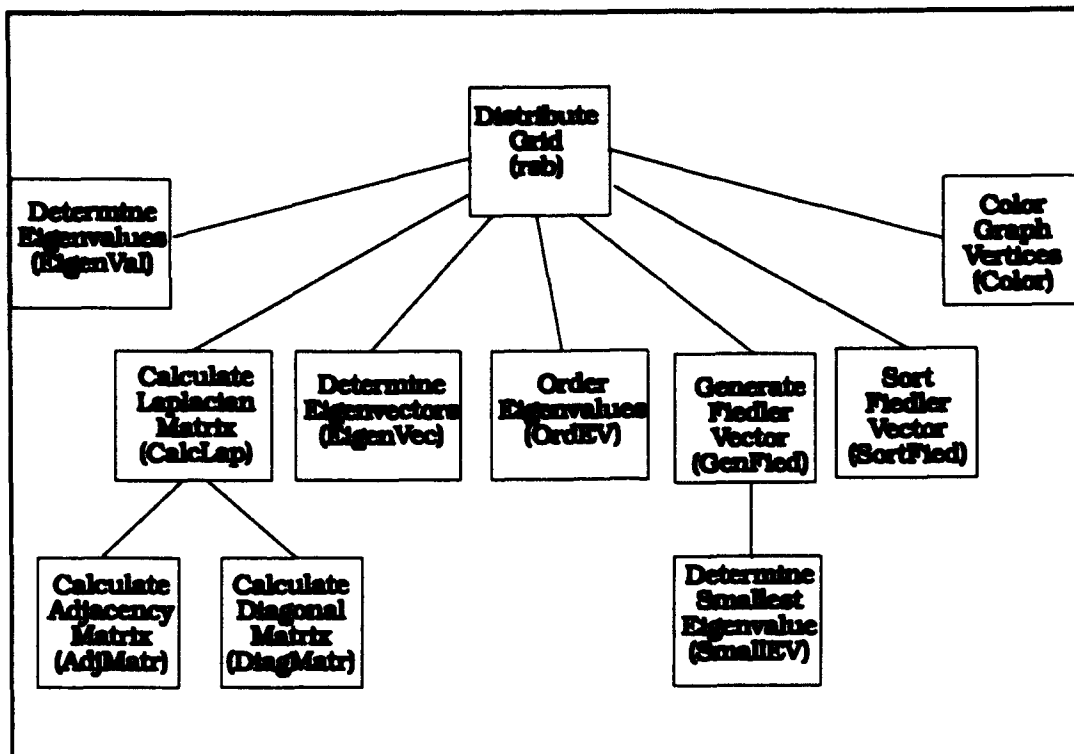 Distribute
Grid
(rsb)
Determine
Eigenvalues
(EigenVal)
Color
Graph
Vertices
(Color)
Calculate
Laplacian
Matrix
(CalcLap)
Determine
Eigenvectors
(EigenVec)
Order
Eigenvalues
(OrdEV)
Generate
Fiedler
Vector
(GenFied)
Sort
Fiedler
Vector
(SortFied)
Calculate
Adjacency
Matrix
(AdjMatr)
Calculate
Diagonal
Matrix
(DiagMatr)
Determine
Smallest
Eigenvalue
(SmallEV)